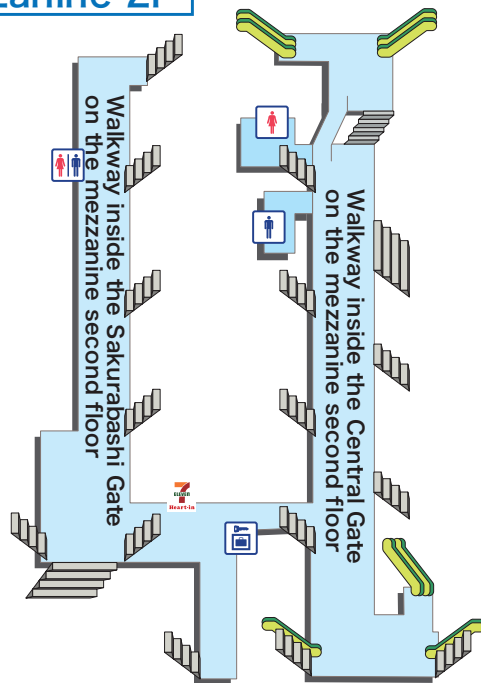 zanine 2F
Walkway inside the Sakurabashi Gate
on the mezzanine second floor
Walkway inside the Central Gate
on the mezzanine second floor
7
ELEVEN
Heart-in